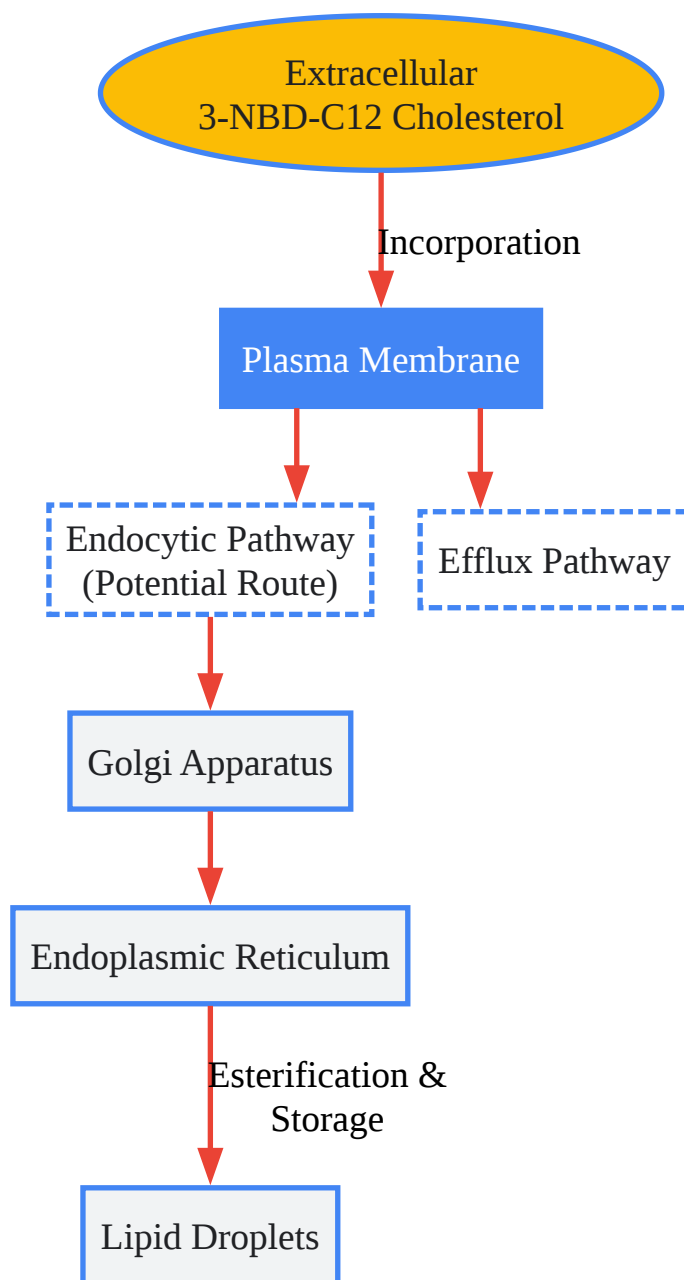 Extracellular
3-NBD-C12 Cholesterol
Incorporation
Plasma Membrane
Endocytic Pathway
(Potential Route)
Efflux Pathway
Golgi Apparatus
Endoplasmic Reticulum
Esterification &
Storage
Lipid Droplets